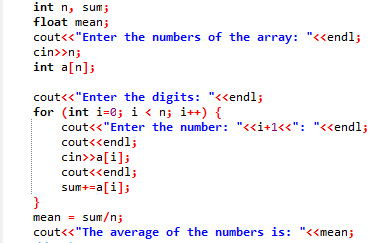 int n, sum;
float mean;
cout<<"Enter the numbers of the array: "<<endl;
cin>>n;
int a[n];
cout<<"Enter the digits: "<<endl;
for (int i=0; i < n; i++) {
cout<<"Enter the number: "<<i+1<<": "<<endl;
cout<<endl;
cin>>a[i];
cout<<endl;
sum+=a[i];
}
mean = sum/n;
cout<<"The average of the numbers is: "<<mean;